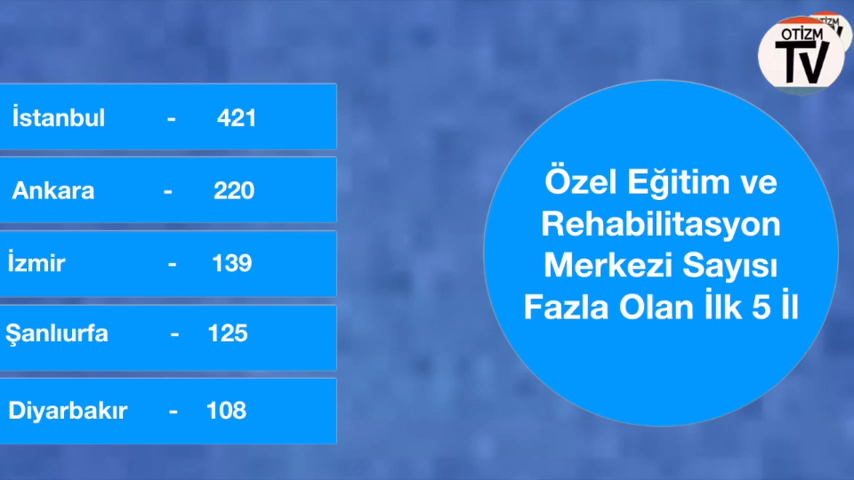 OTİZM
TV
İstanbul - 421
Ankara - 220
İzmir - 139
Şanlıurfa - 125
Diyarbakır - 108
Özel Eğitim ve
Rehabilitasyon
Merkezi Sayısı
Fazla Olan İlk 5 İl